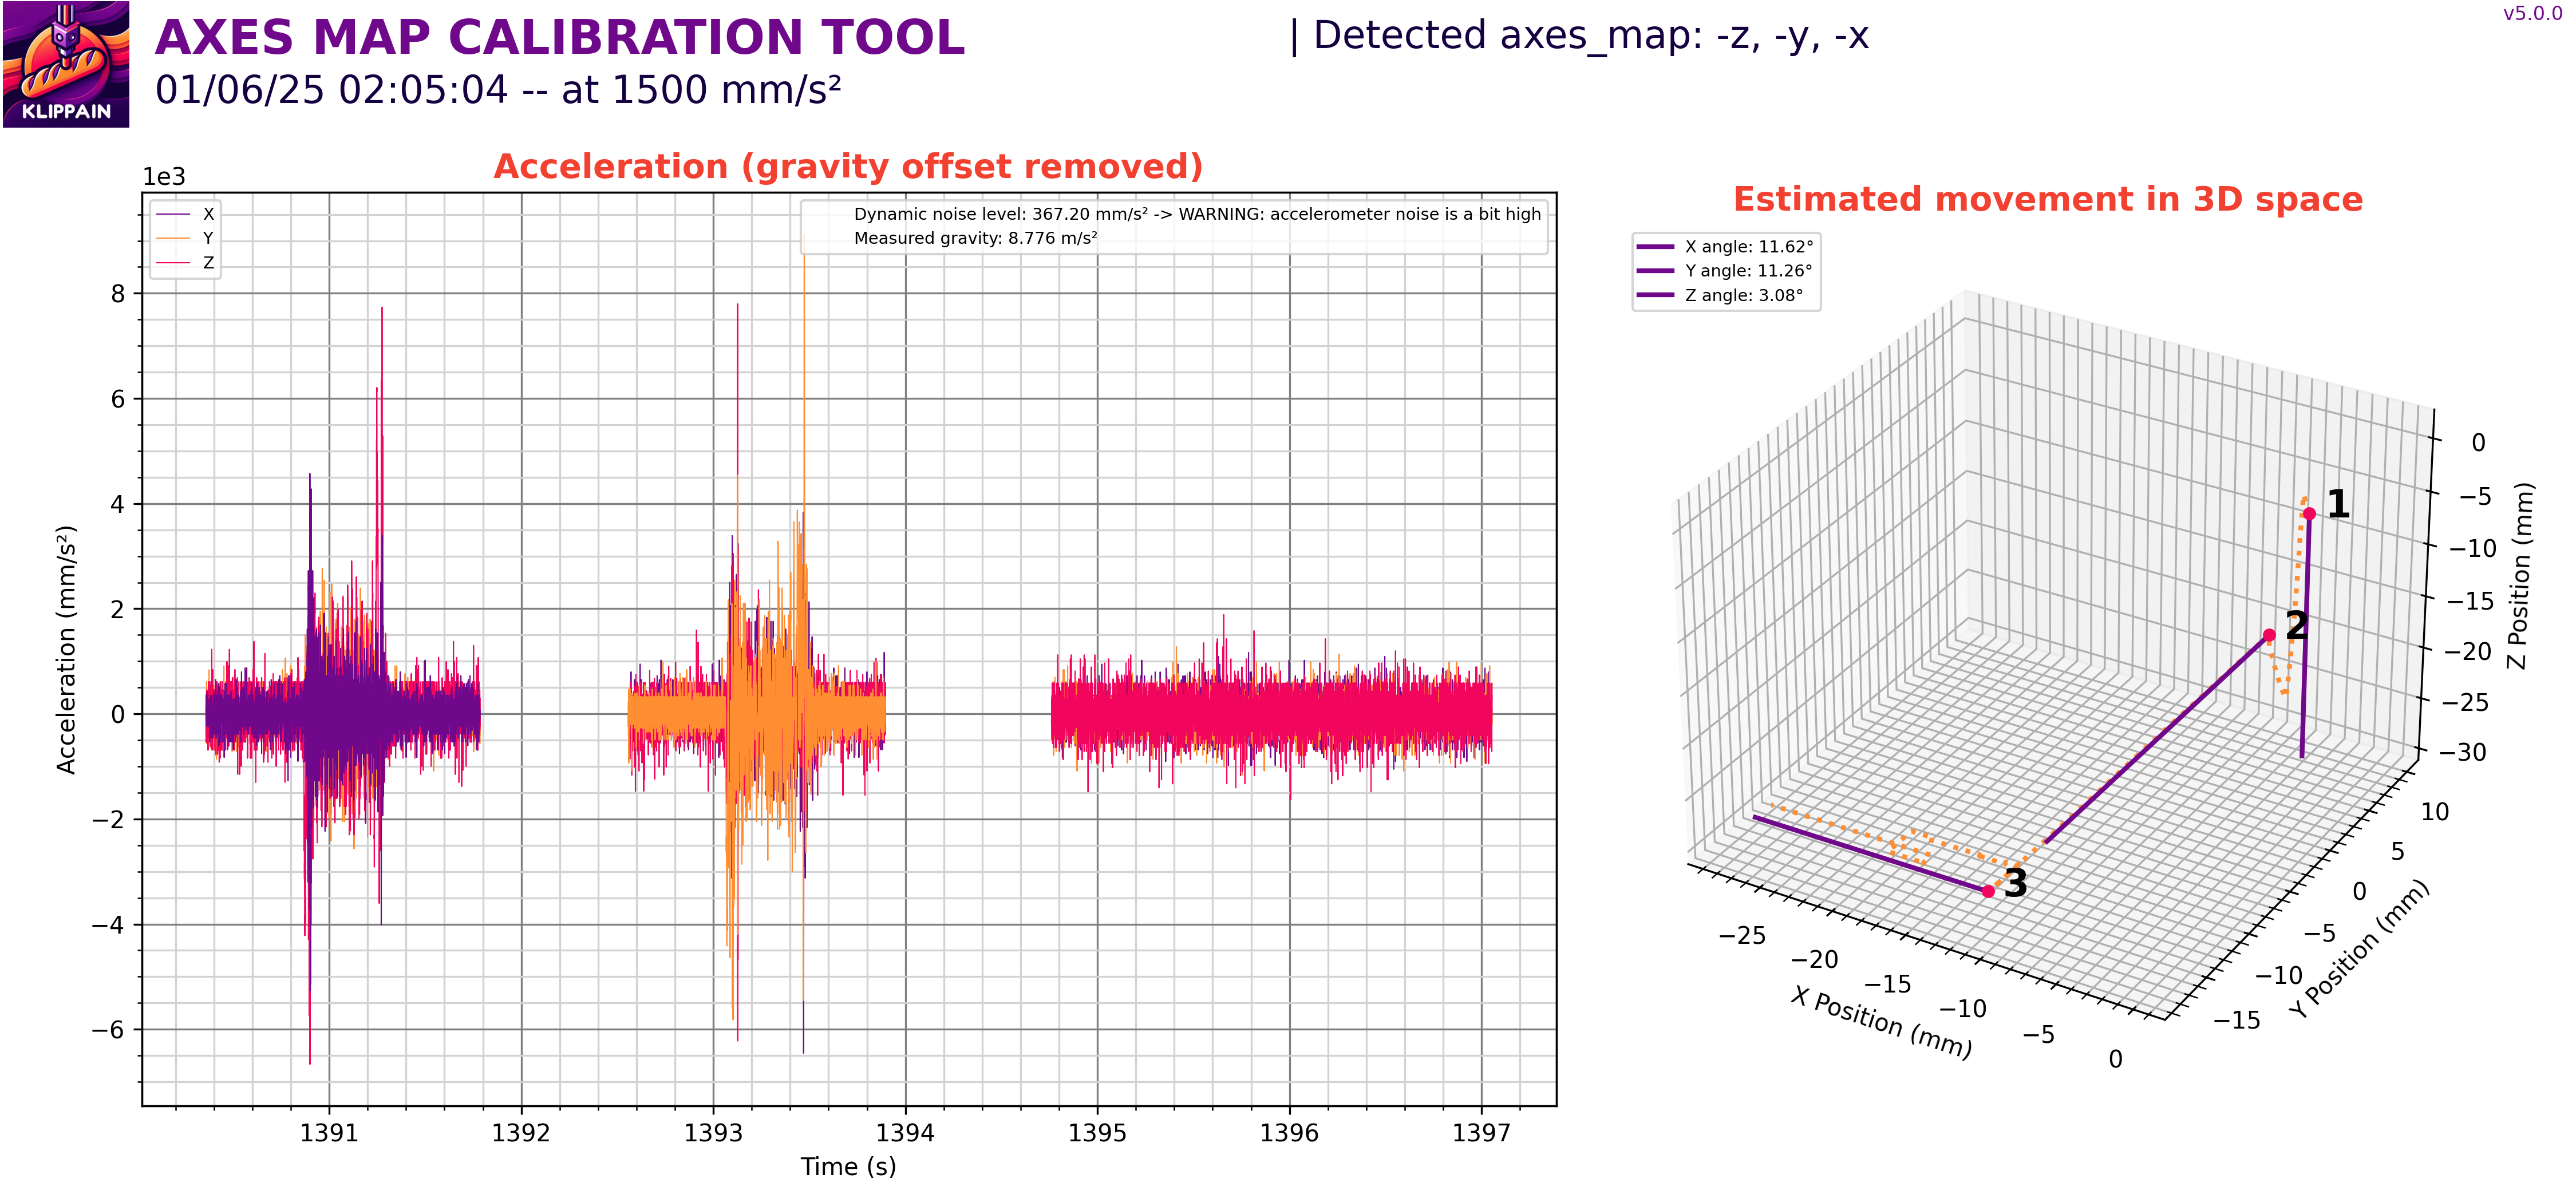 KLIPPAIN
AXES MAP CALIBRATION TOOL
01/06/25 02:05:04 -- at 1500 mm/s²
| Detected axes_map: -z, -y, -x
v5.0.0
Acceleration (gravity offset removed)
1e3
X
Y
Z
Dynamic noise level: 367.20 mm/s² -> WARNING: accelerometer noise is a bit high
Measured gravity: 8.776 m/s²
8
6
4
2
0
−2
−4
−6
Acceleration (mm/s²)
1391 1392 1393 1394 1395 1396 1397
Time (s)
Estimated movement in 3D space
X angle: 11.62°
Y angle: 11.26°
Z angle: 3.08°
1
2
3
0
−5
−10
−15
−20
−25
−30
Z Position (mm)
10
5
0
−5
−10
−15
Y Position (mm)
−25
−20
−15
−10
−5
0
X Position (mm)